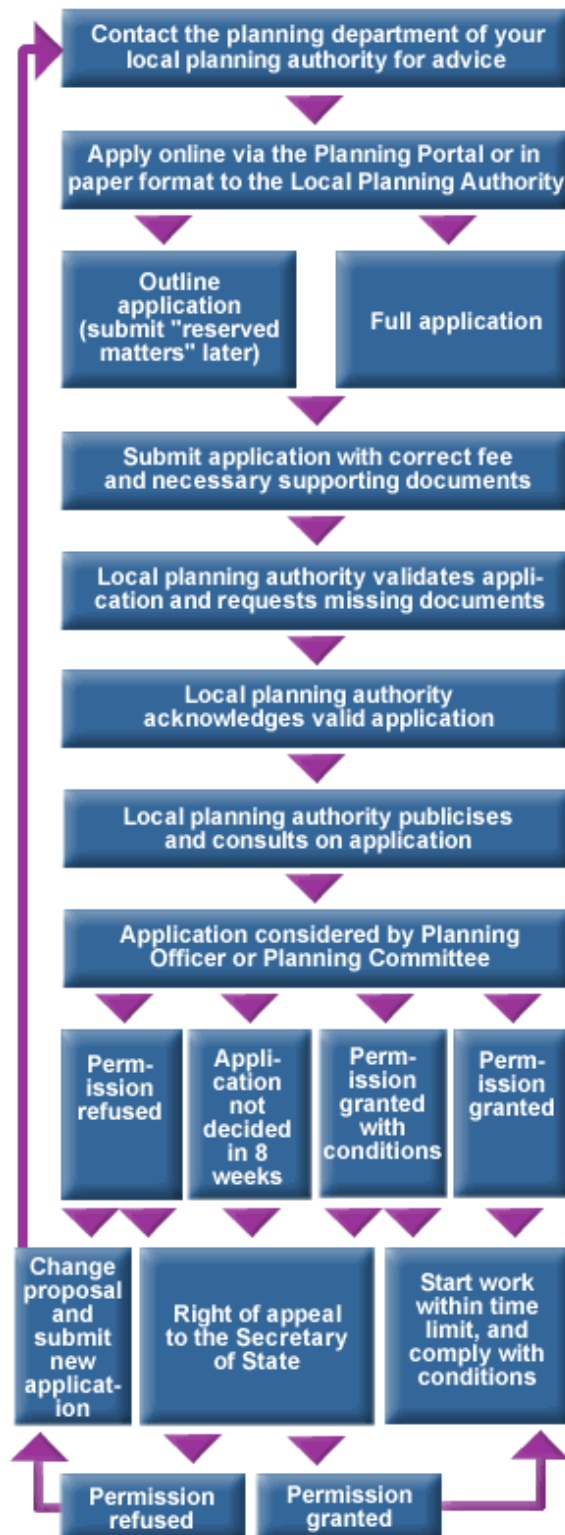 Contact the planning department of your
local planning authority for advice
Apply online via the Planning Portal or in
paper format to the Local Planning Authority
Outline
application
(submit "reserved
matters" later)
Full application
Submit application with correct fee
and necessary supporting documents
Local planning authority validates appli-
cation and requests missing documents
Local planning authority
acknowledges valid application
Local planning authority publicises
and consults on application
Application considered by Planning
Officer or Planning Committee
Perm-
ission
refused
Appli-
cation
not
decided
in 8
weeks
Perm-
ission
granted
with
conditions
Perm-
ission
granted
Change
proposal
and
submit
new
applicat-
ion
Right of appeal
to the Secretary
of State
Start work
within time
limit, and
comply with
conditions
Permission
refused
Permission
granted